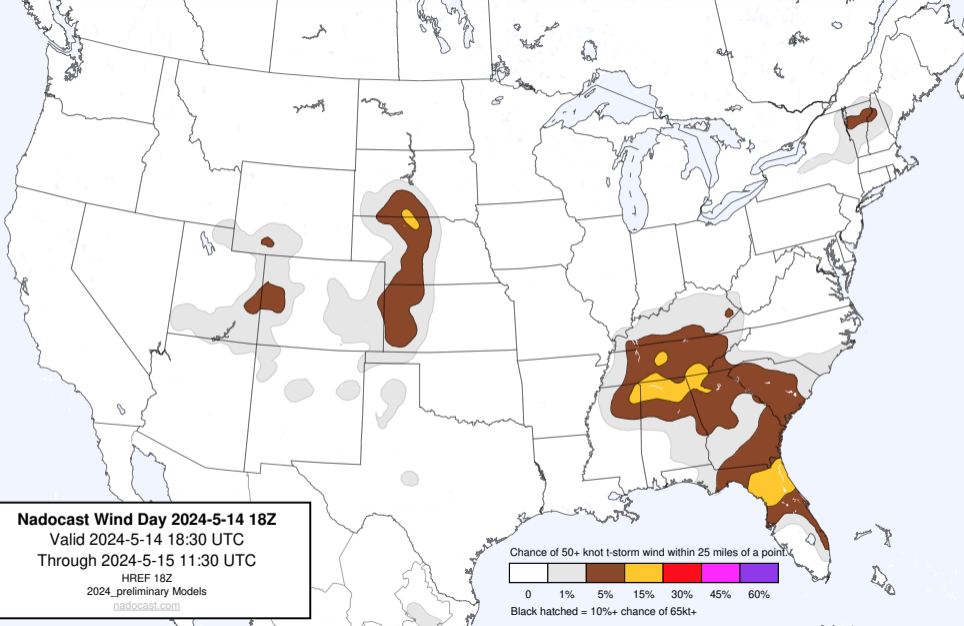 Nadocast Wind Day 2024-5-14 18Z
Valid 2024-5-14 18:30 UTC
Through 2024-5-15 11:30 UTC
HREF 18Z
2024_preliminary Models
nadocast.com
Chance of 50+ knot t-storm wind within 25 miles of a point.
0 1% 5% 15% 30% 45% 60%
Black hatched = 10%+ chance of 65kt+